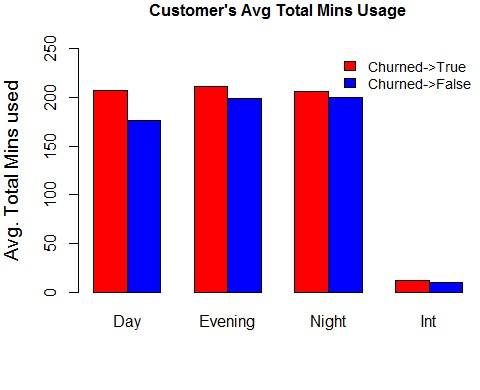 Customer's Avg Total Mins Usage
Churned->True
Churned->False
Avg. Total Mins used
250
200
150
100
50
0
Day Evening Night Int